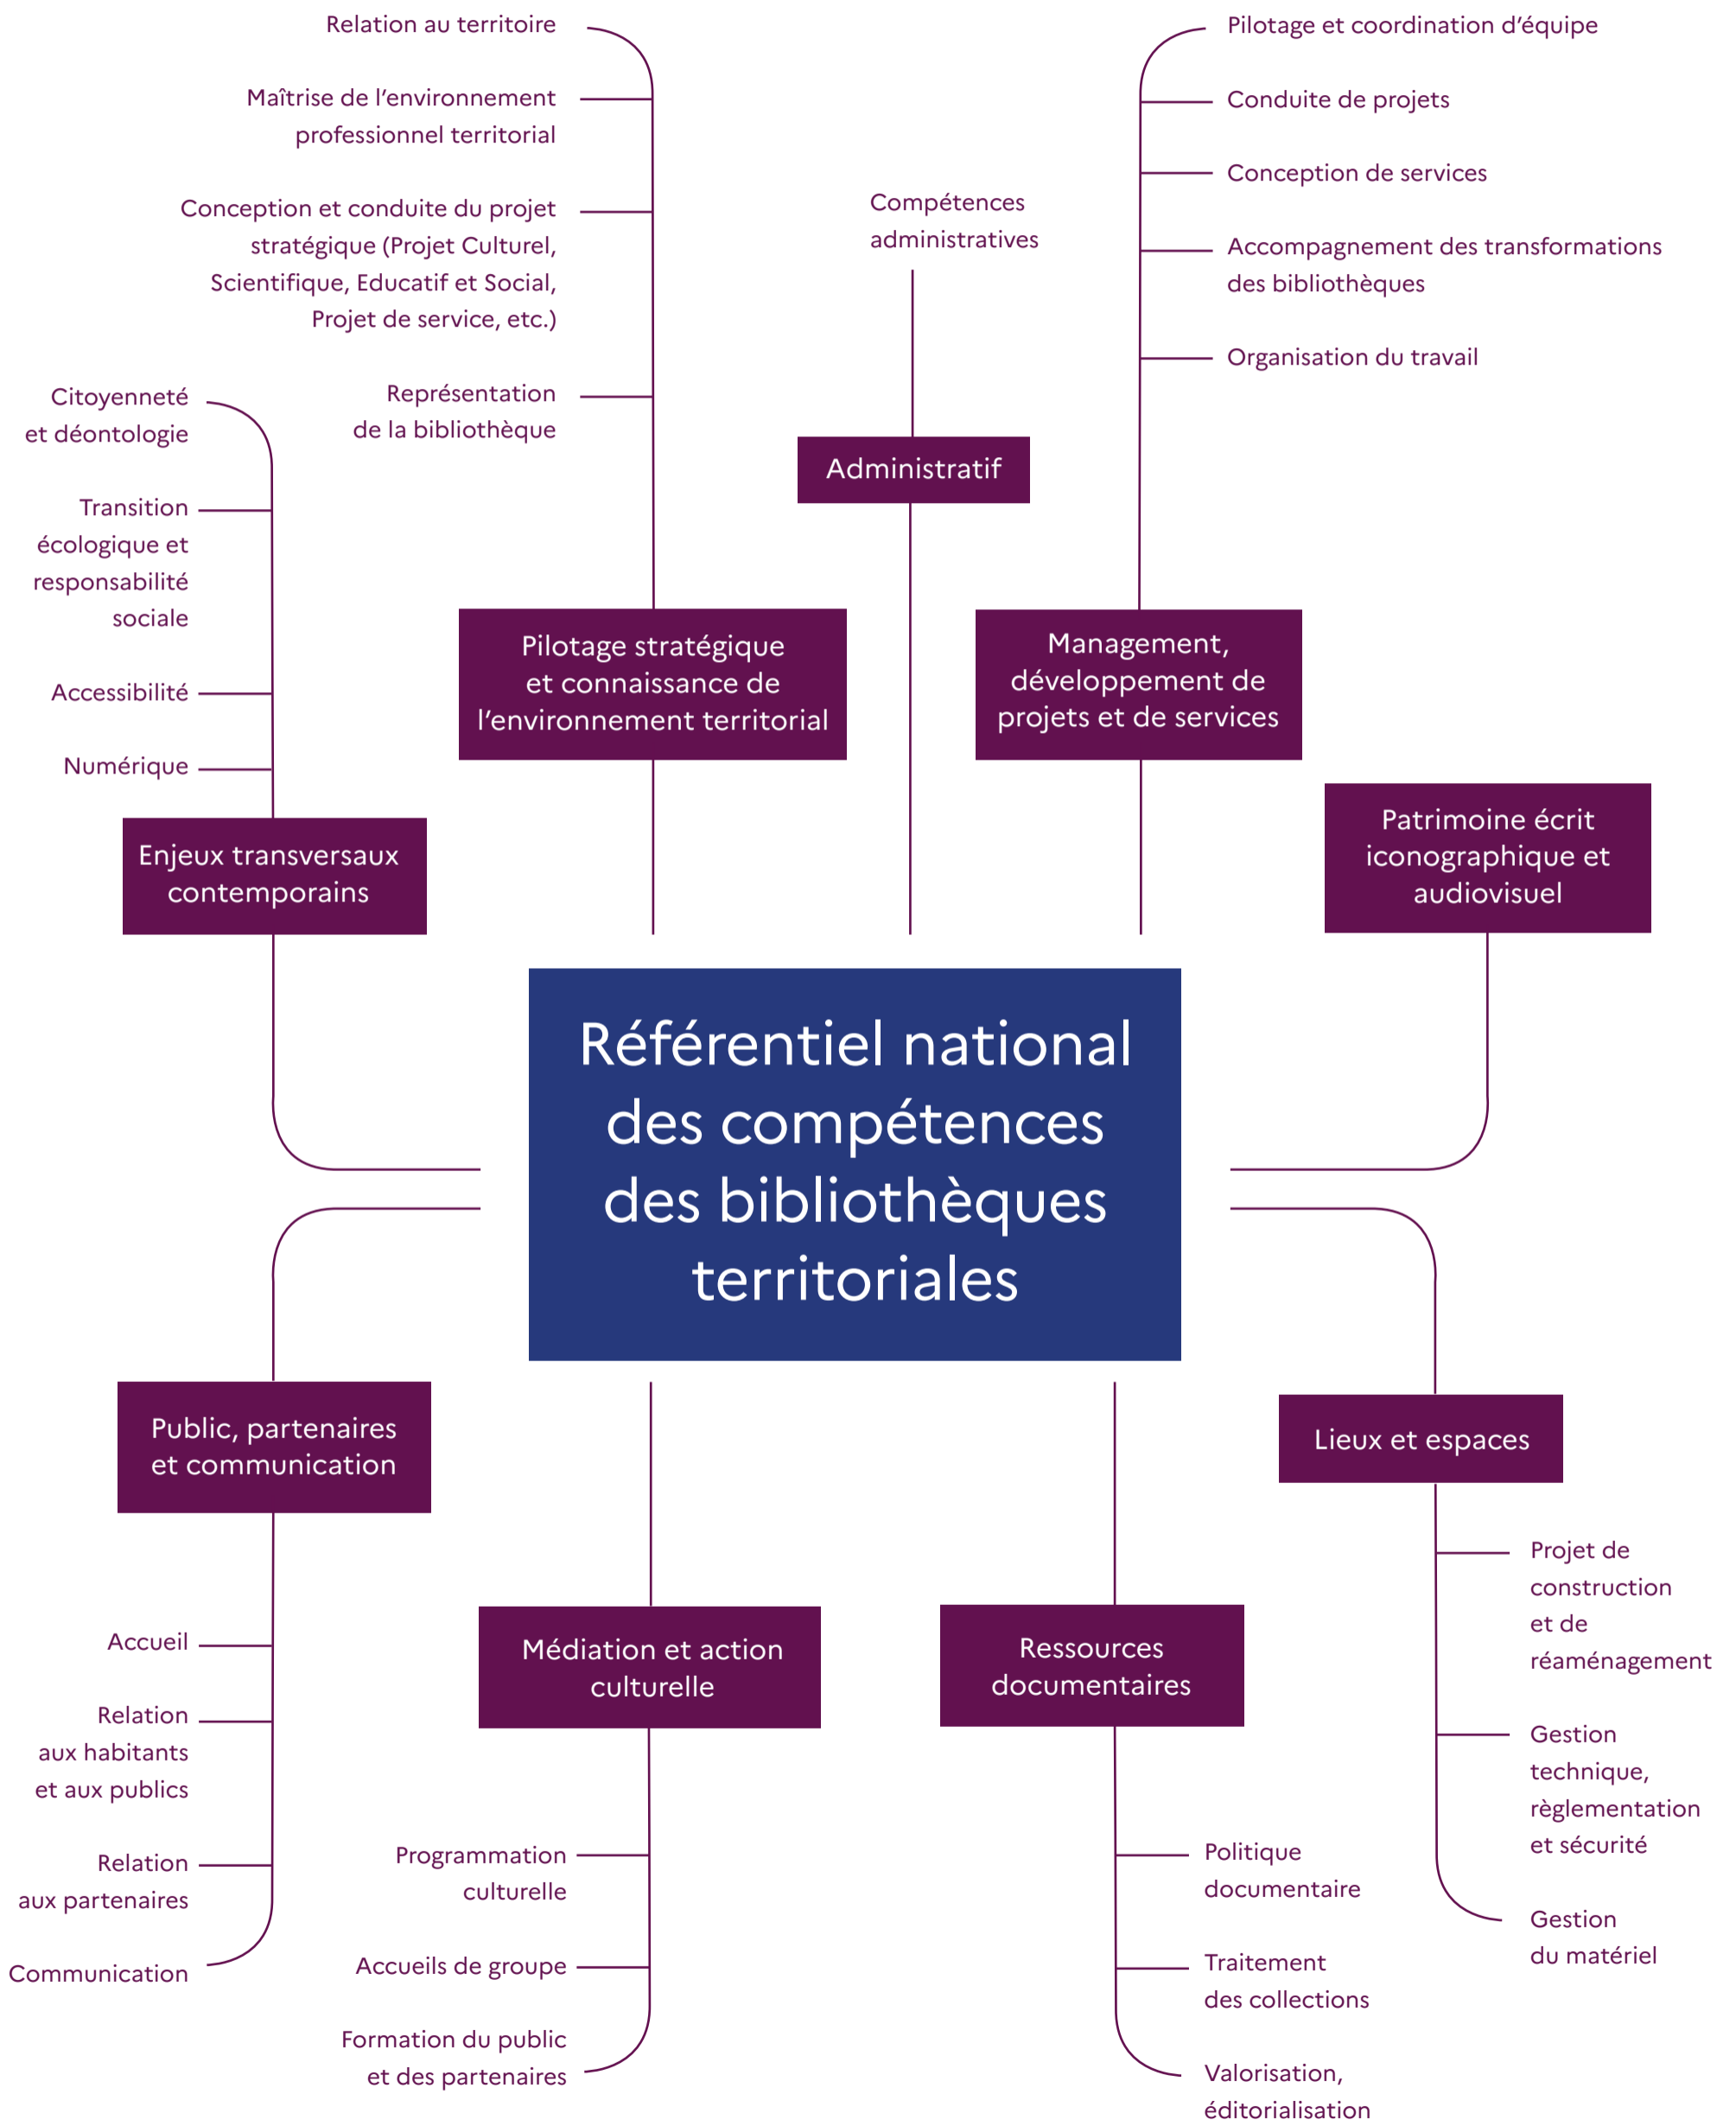 Relation au territoire
Maîtrise de l’environnement
professionnel territorial
Conception et conduite du projet
stratégique (Projet Culturel,
Scientifique, Educatif et Social,
Projet de service, etc.)
Représentation
de la bibliothèque
Pilotage stratégique
et connaissance de
l’environnement territorial
Compétences
administratives
Administratif
Pilotage et coordination d’équipe
Conduite de projets
Conception de services
Accompagnement des transformations
des bibliothèques
Organisation du travail
Management,
développement de
projets et de services
Citoyenneté
et déontologie
Transition
écologique et
responsabilité
sociale
Accessibilité
Numérique
Enjeux transversaux
contemporains
Patrimoine écrit
iconographique et
audiovisuel
Référentiel national
des compétences
des bibliothèques
territoriales
Public, partenaires
et communication
Accueil
Relation
aux habitants
et aux publics
Relation
aux partenaires
Communication
Médiation et action
culturelle
Programmation
culturelle
Accueils de groupe
Formation du public
et des partenaires
Ressources
documentaires
Politique
documentaire
Traitement
des collections
Valorisation,
éditorialisation
Lieux et espaces
Projet de
construction
et de
réaménagement
Gestion
technique,
règlementation
et sécurité
Gestion
du matériel